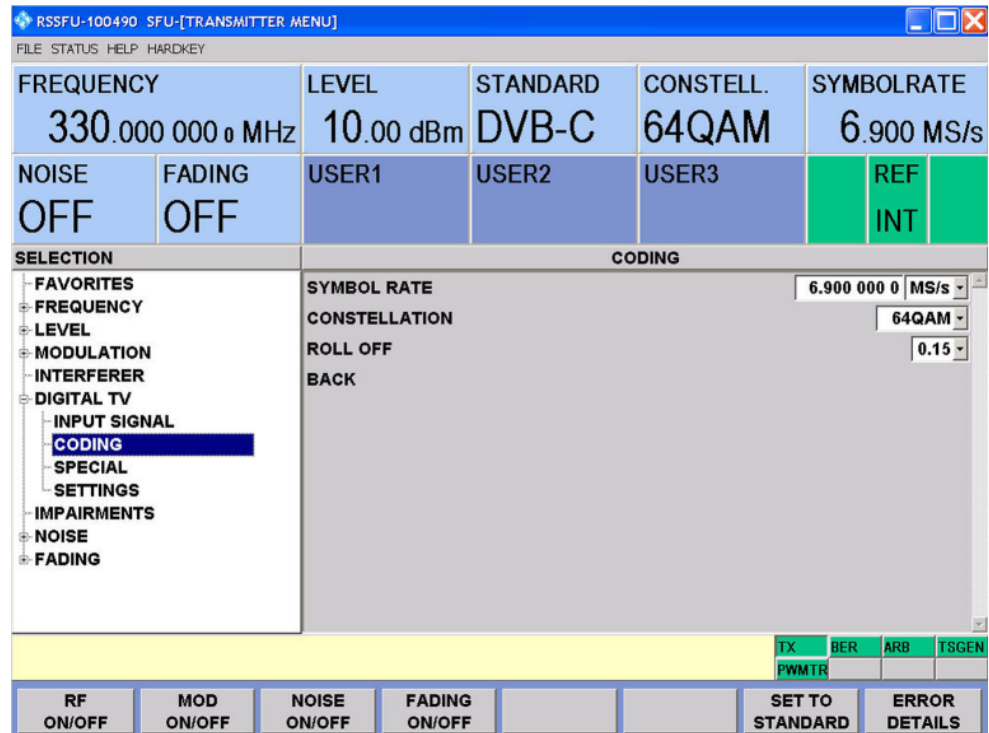 RSSFU-100490 SFU-[TRANSMITTER MENU]
FILE STATUS HELP HARDKEY
FREQUENCY LEVEL STANDARD CONSTELL. SYMBOLRATE
330.000 000 0 MHz 10.00 dBm DVB-C 64QAM 6.900 MS/s
NOISE FADING USER1 USER2 USER3 REF
OFF OFF INT
SELECTION CODING
FAVORITES
FREQUENCY
LEVEL
MODULATION
INTERFERER
DIGITAL TV
INPUT SIGNAL
CODING
SPECIAL
SETTINGS
IMPAIRMENTS
NOISE
FADING
SYMBOL RATE 6.900 000 0 MS/s
CONSTELLATION 64QAM
ROLL OFF 0.15
BACK
TX BER ARB TSGEN
PWMTR
RF MOD NOISE FADING SET TO ERROR
ON/OFF ON/OFF ON/OFF ON/OFF STANDARD DETAILS